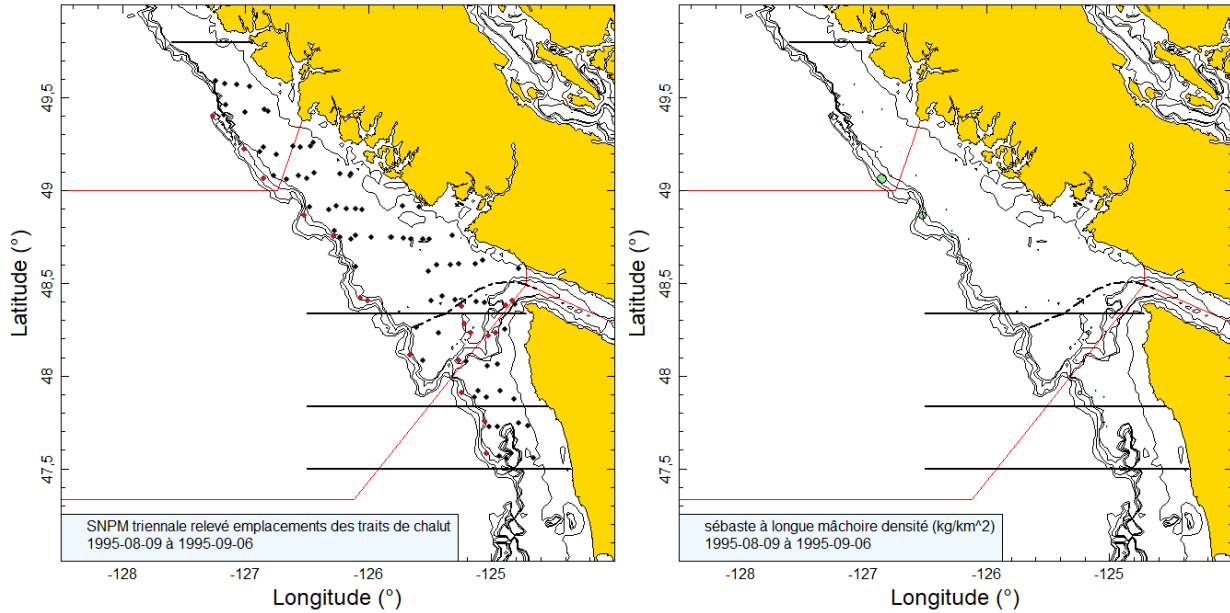 49,5
49
48,5
48
47,5
Latitude (°)
-128
-127
-126
-125
Longitude (°)
SNPM triennale relevé emplacements des traits de chalut
1995-08-09 à 1995-09-06
49,5
49
48,5
48
47,5
Latitude (°)
-128
-127
-126
-125
Longitude (°)
sébaste à longue mâchoire densité (kg/km^2)
1995-08-09 à 1995-09-06